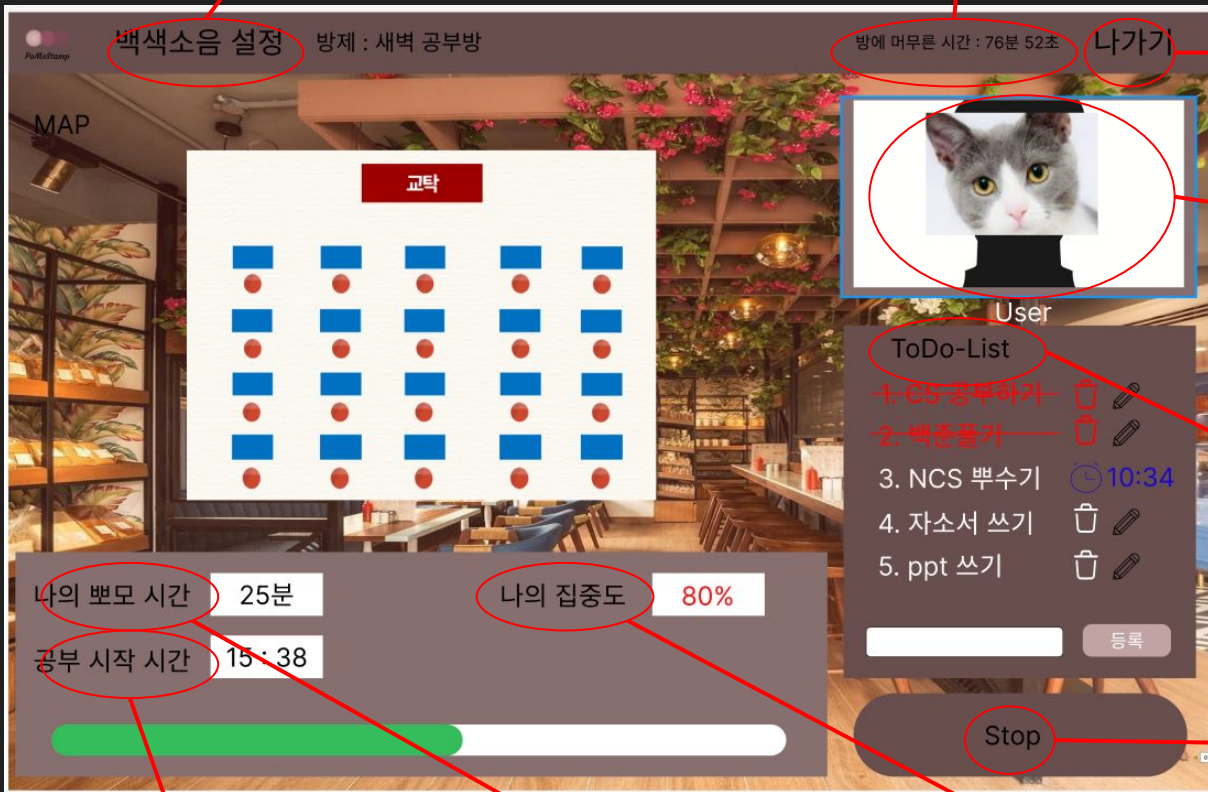 PoMoStamp
백색소음 설정
방제 : 새벽 공부방
방에 머무른 시간 : 76분 52초
나가기
MAP
교탁
User
ToDo-List
1. CS 공부하기
2. 백준풀기
3. NCS 뿌수기
10:34
4. 자소서 쓰기
5. ppt 쓰기
등록
나의 뽀모 시간
25분
나의 집중도
80%
공부 시작 시간
15 : 38
Stop